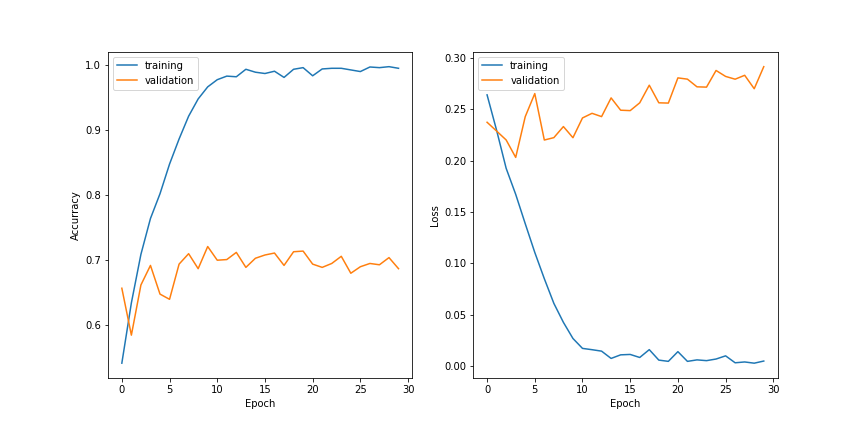 training
validation
1.0
0.9
0.8
0.7
0.6
Accurracy
0 5 10 15 20 25 30
Epoch
training
validation
0.30
0.25
0.20
0.15
0.10
0.05
0.00
Loss
0 5 10 15 20 25 30
Epoch